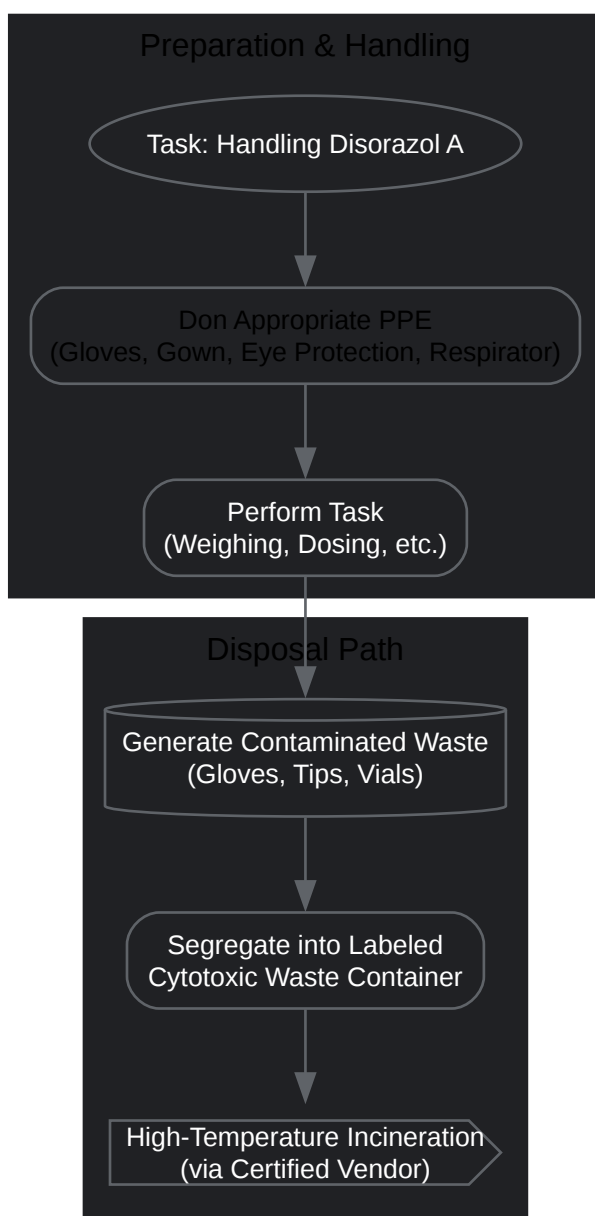 Preparation & Handling
Task: Handling Disorazol A
Don Appropriate PPE
(Gloves, Gown, Eye Protection, Respirator)
Perform Task
(Weighing, Dosing, etc.)
Disposal Path
Generate Contaminated Waste
(Gloves, Tips, Vials)
Segregate into Labeled
Cytotoxic Waste Container
High-Temperature Incineration
(via Certified Vendor)